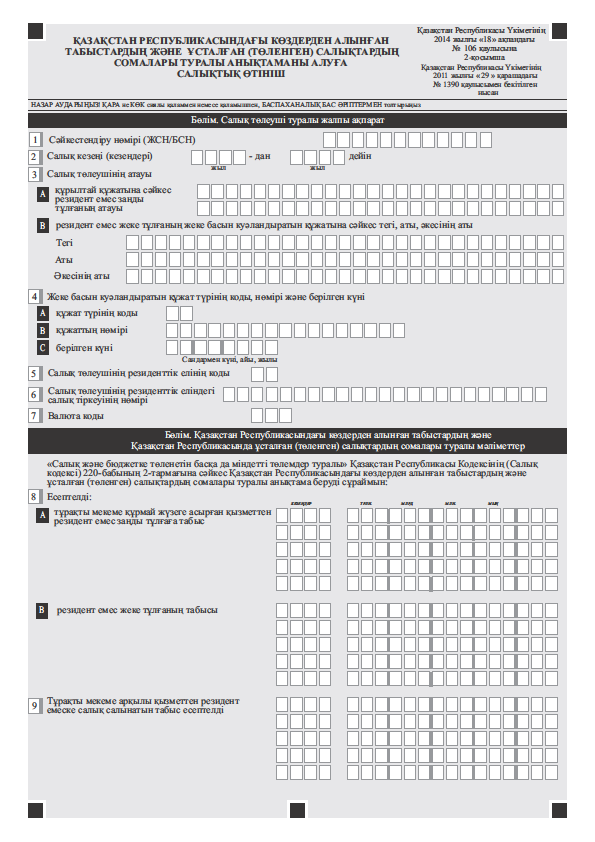 ҚАЗАҚСТАН РЕСПУБЛИКАСЫНДАҒЫ КӨЗДЕРДЕН АЛЫНҒАН
ТАБЫСТАРДЫҢ ЖӘНЕ ҰСТАЛҒАН (ТӨЛЕНГЕН) САЛЫҚТАРДЫҢ
СОМАЛАРЫ ТУРАЛЫ АНЫҚТАМАНЫ АЛУҒА
САЛЫҚТЫҚ ӨТІНІШ
Қазақстан Республикасы Үкіметінің
2014 жылғы «18» ақпандағы
№ 106 қаулысына
2-қосымша
Қазақстан Республикасы Үкіметінің
2011 жылғы «29 » қарашадағы
№ 1390 қаулысымен бекітілген
нысан
НАЗАР АУДАРЫҢЫЗ! ҚАРА не КӨК сиялы қаламмен немесе қаламұшпен, БАСПАХАНАЛЫҚ БАС ӘРІПТЕРМЕН толтырыңыз
Бөлім. Салық төлеуші туралы жалпы ақпарат
1 Сәйкестендіру нөмірі (ЖСН/БСН)
2 Салық кезеңі (кезеңдері) - дан дейін
жыл жыл
3 Салық төлеушінің атауы
A құрылтай құжатына сәйкес
резидент емес заңды
тұлғаның атауы
B резидент емес жеке тұлғаның жеке басын куәландыратын құжатына сәйкес тегі, аты, әкесінің аты
Тегі
Аты
Әкесінің аты
4 Жеке басын куәландыратын құжат түрінің коды, нөмірі және берілген күні
A құжат түрінің коды
B құжаттың нөмірі
C берілген күні
Сандармен күні, айы, жылы
5 Салық төлеушінің резиденттік елінің коды
6 Салық төлеушінің резиденттік еліндегі
салық тіркеуінің нөмірі
7 Валюта коды
Бөлім. Қазақстан Республикасындағы көздерден алынған табыстардың және
Қазақстан Республикасында ұсталған (төленген) салықтардың сомалары туралы мәліметтер
«Салық және бюджетке төленетін басқа да міндетті төлемдер туралы» Қазақстан Республикасы Кодексінің (Салық
кодексі) 220-бабының 2-тармағына сәйкес Қазақстан Республикасындағы көздерден алынған табыстардың және
ұсталған (төленген) салықтардың сомалары туралы анықтама беруді сұраймын:
8 Есептелді:
A тұрақты мекеме құрмай жүзеге асырған қызметтен
резидент емес заңды тұлғаға табыс
B резидент емес жеке тұлғаның табысы
9 Тұрақты мекеме арқылы қызметтен резидент
емеске салық салынатын табыс есептелді